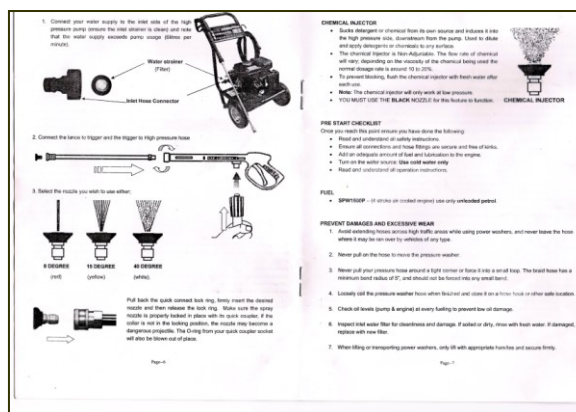 1. Connect your water supply to the inlet side of the high
pressure pump (ensure the inlet strainer is clean) and note
that the water supply exceeds pump usage (litres per
minute).
Water strainer
(Filter)
Inlet Hose Connector
2. Connect the lance to trigger and the trigger to High pressure hose
3. Select the nozzle you wish to use either:
0 DEGREE
15 DEGREE
40 DEGREE
(red)
(yellow)
(white)
Pull back the quick connect lock ring, firmly insert the desired
nozzle and then release the lock ring. Make sure the spray
nozzle is properly locked in place with its quick coupler, if the
collar is not in the locking position, the nozzle may become a
dangerous projectile. The O-ring from your quick coupler socket
will also be blown out of place.
Page--6
CHEMICAL INJECTOR
• Sucks detergent or chemical from its own source and induces it into
the high pressure side, downstream from the pump. Used to dilute
and apply detergents or chemicals to any surface.
• The chemical injector is Non-Adjustable. The flow rate of chemical
will vary, depending on the viscosity of the chemical being used the
normal dosage rate is around 10 to 20%.
• To prevent blocking, flush the chemical injector with fresh water after
each use.
• Note: The chemical injector will only work at low pressure.
• YOU MUST USE THE BLACK NOZZLE for this feature to function.
CHEMICAL INJECTOR
PRE START CHECKLIST
Once you reach this point ensure you have done the following
• Read and understand all safety instructions.
• Ensure all connections and hose fittings are secure and free of kinks.
• Add an adequate amount of fuel and lubrication to the engine.
• Turn on the water source. Use cold water only
• Read and understand all operation instructions.
FUEL
stroke air cooled engine) use only unleaded petrol.
PREVENT DAMAGES AND EXCESSIVE WEAR
1. Avoid extending hoses across high traffic areas while using power washers, and never leave the hose
where it may be ran over by vehicles of any type.
2. Never pull on the hose to move the pressure washer.
3. Never pull your pressure hose around a tight corner or force it into a small loop. The braid hose has a
minimum bend radius of 8", and should not be forced into any small bend.
4. Loosely coil the pressure washer hose when finished and store it on a hose hook or other safe location.
5. Check oil levels (pump & engine) at every fueling to prevent low oil damage.
6. Inspect inlet water filter for cleanliness and damage. If soiled or dirty, rinse with fresh water. If damaged,
replace with new filter.
7. When lifting or transporting power washers, only lift with appropriate handles and secure firmly.
Page--7